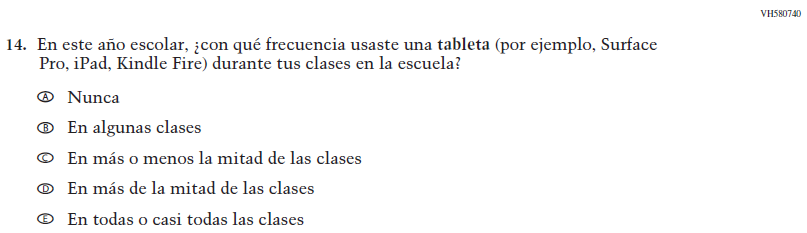 VH580740
14. En este año escolar, ¿con qué frecuencia usaste una tableta (por ejemplo, Surface
Pro, iPad, Kindle Fire) durante tus clases en la escuela?
A Nunca
B En algunas clases
C En más o menos la mitad de las clases
D En más de la mitad de las clases
E En todas o casi todas las clases